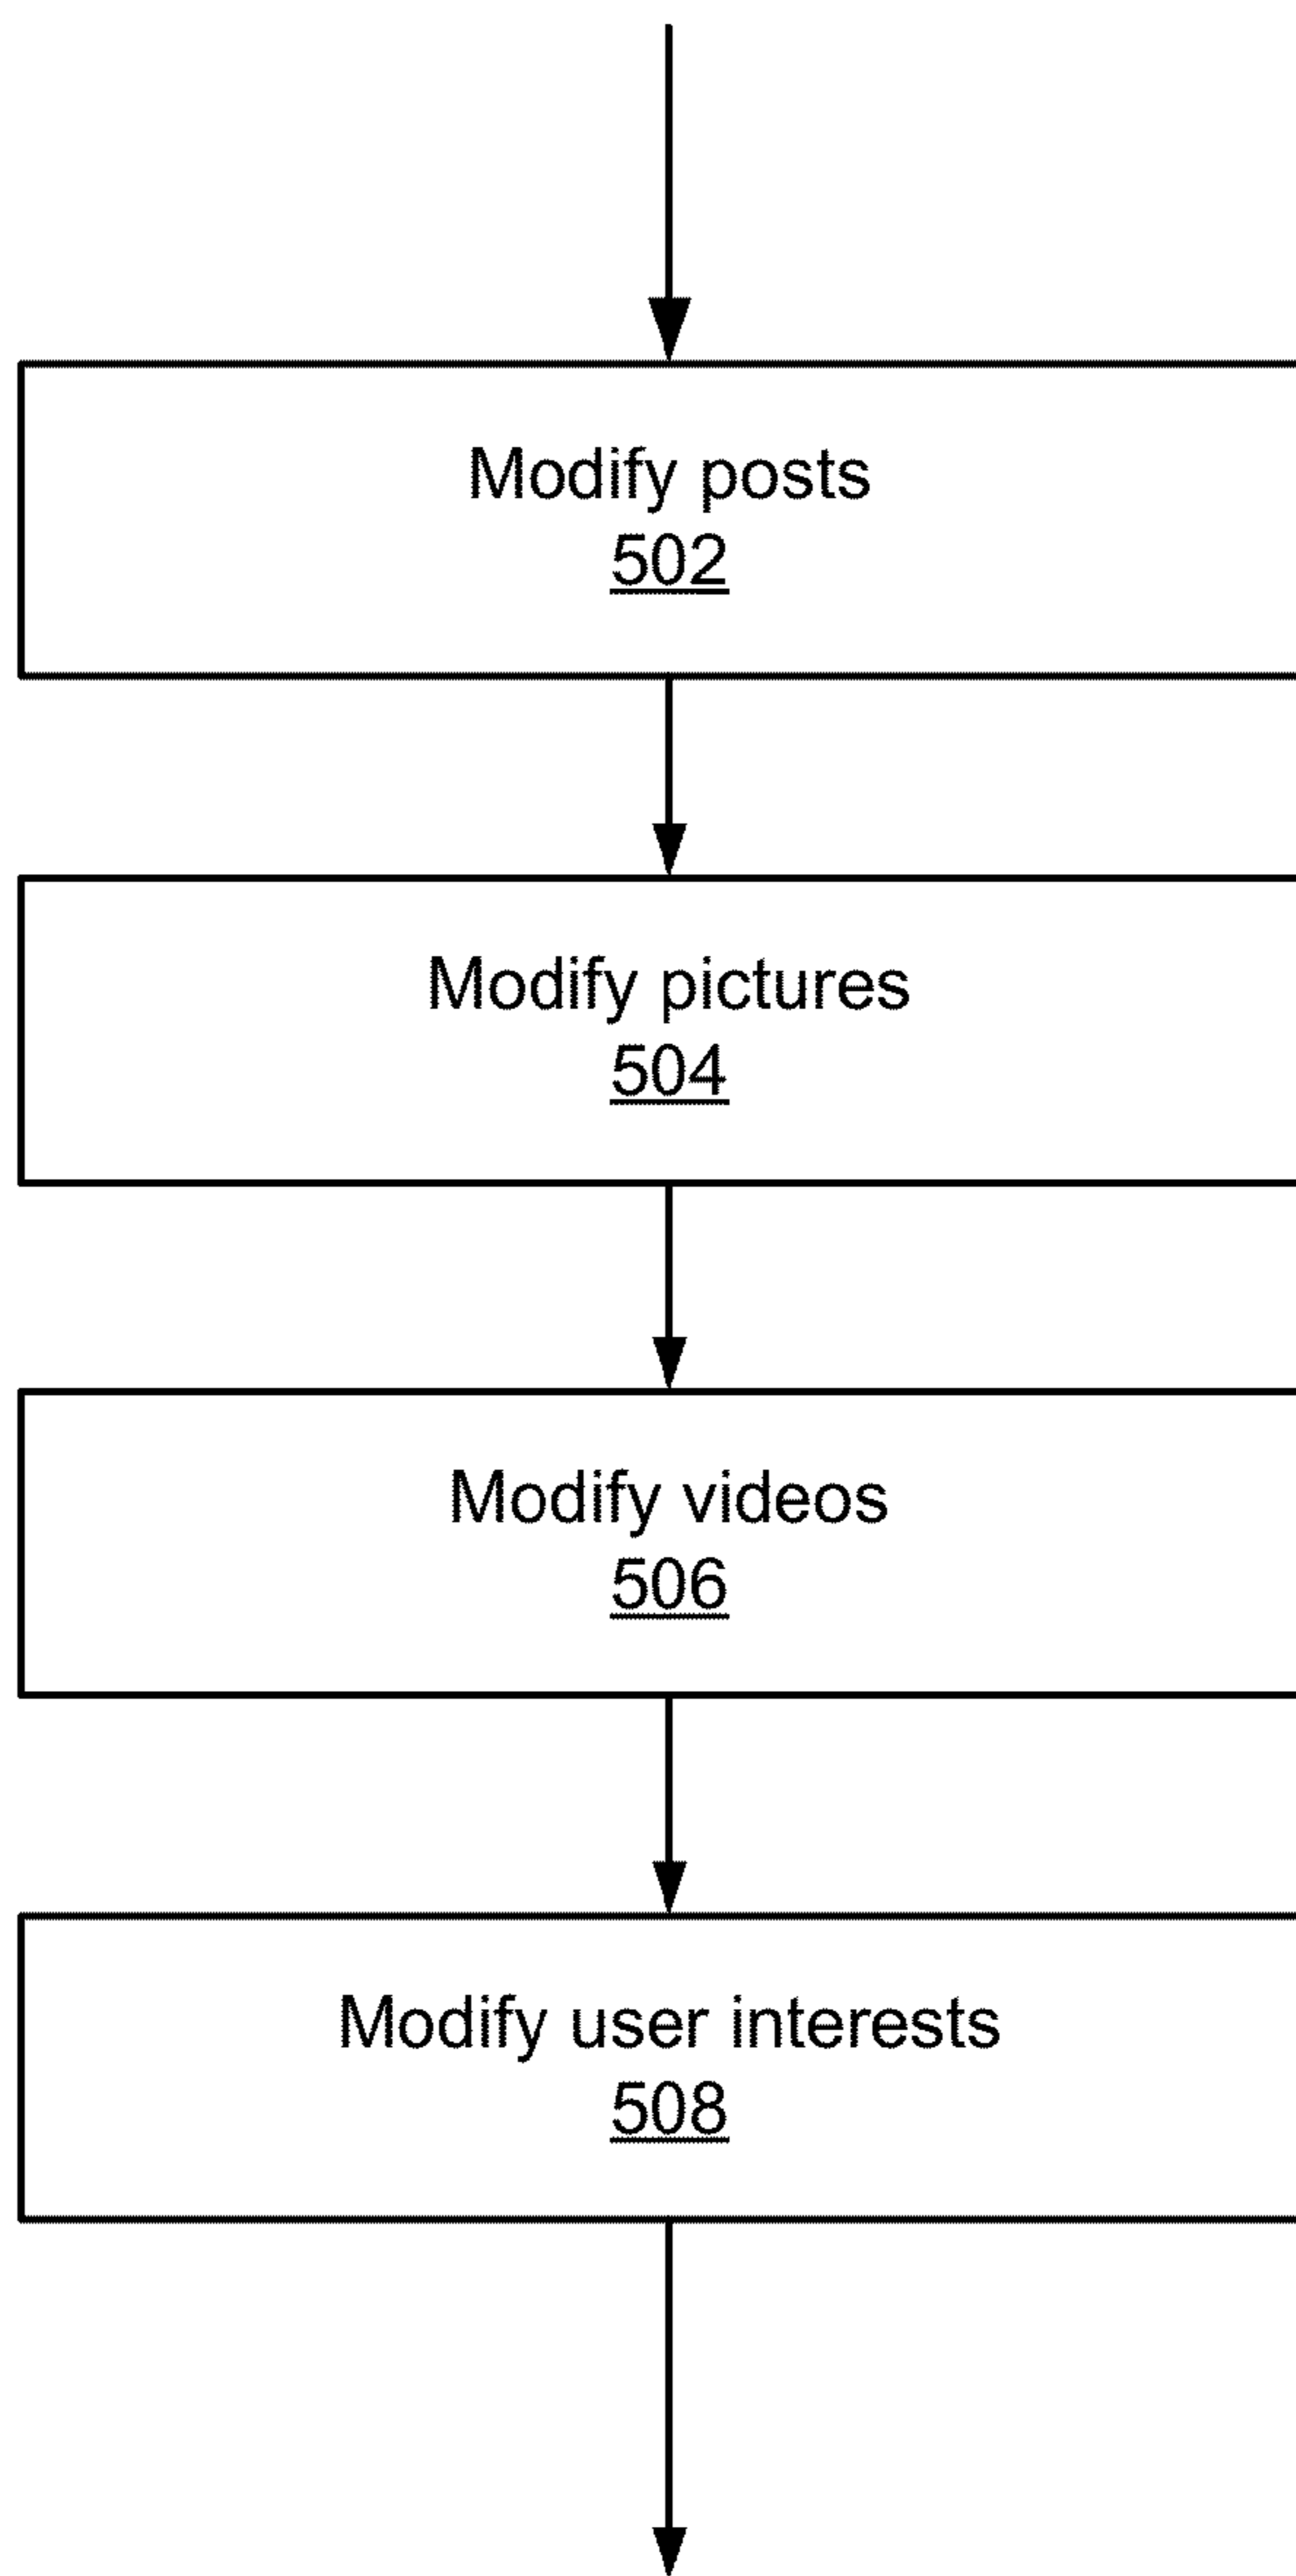 Modify posts
502
Modify pictures
504
Modify videos
506
Modify user interests
508